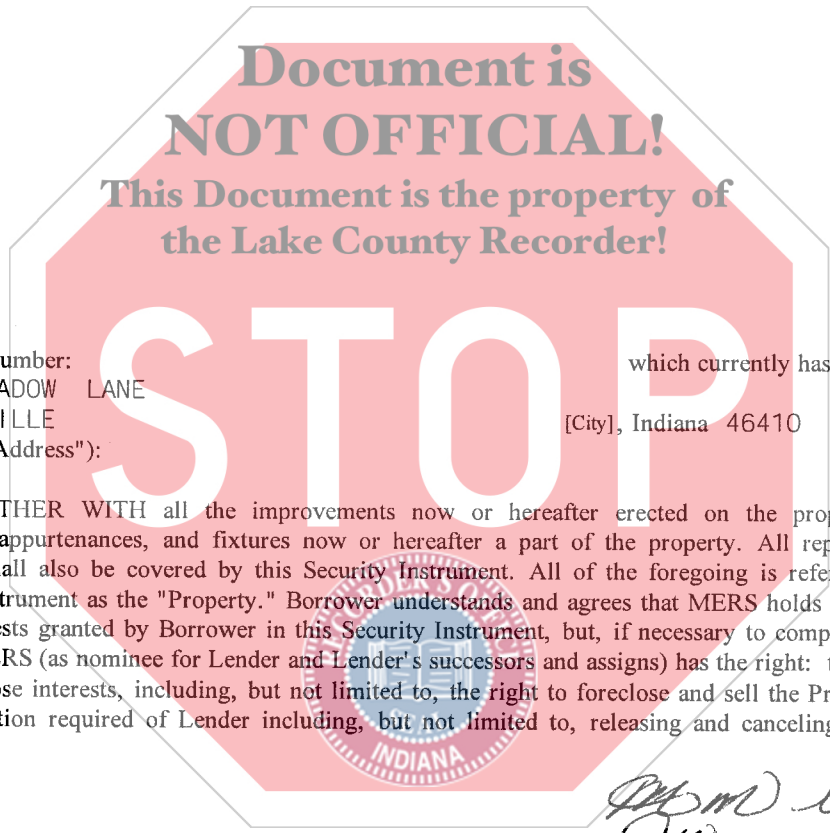 Document is
NOT OFFICIAL!
This Document is the property of
the Lake County Recorder!
STOP
umber: which currently has
ADOW LANE
ILLE [City], Indiana 46410
Address"):
THER WITH all the improvements now or hereafter erected on the prop
appurtenances, and fixtures now or hereafter a part of the property. All rep
all also be covered by this Security Instrument. All of the foregoing is refer
trument as the "Property." Borrower understands and agrees that MERS holds
ests granted by Borrower in this Security Instrument, but, if necessary to comp
ERS (as nominee for Lender and Lender's successors and assigns) has the right: t
ose interests, including, but not limited to, the right to foreclose and sell the Pr
tion required of Lender including, but not limited to, releasing and canceling
INDIANA